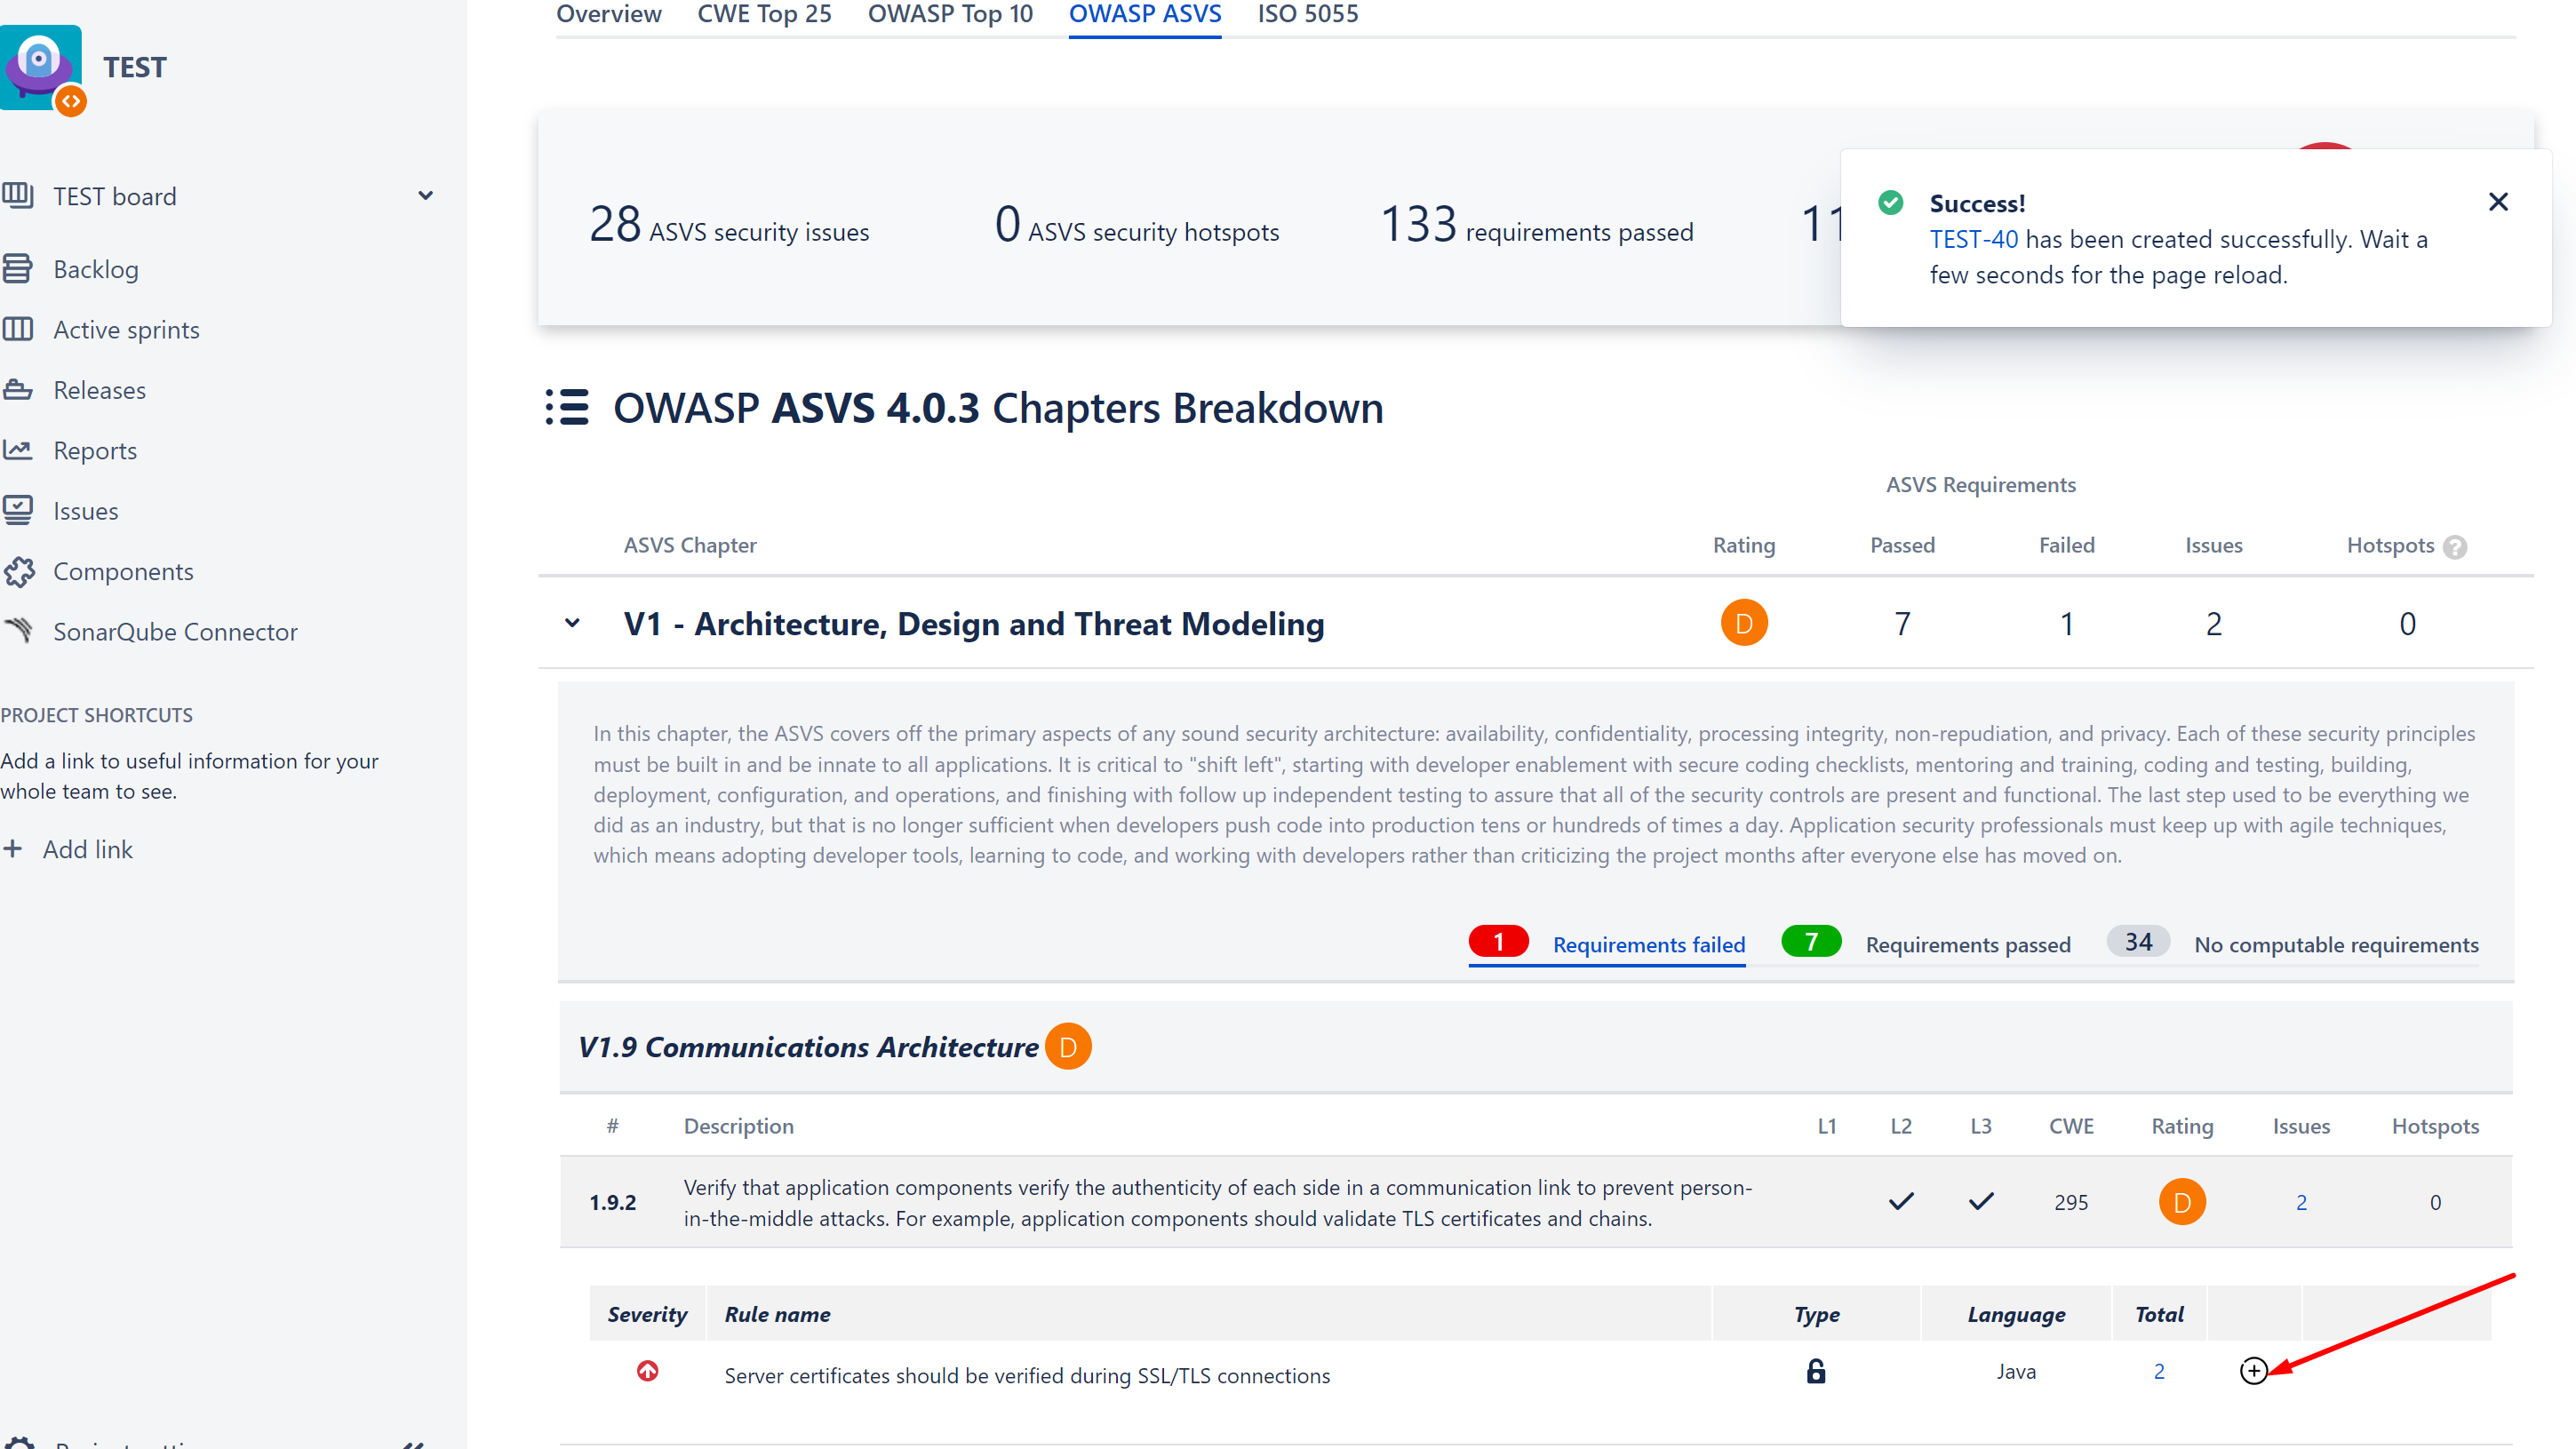 Overview CWE Top 25 OWASP Top 10 OWASP ASVS ISO 5055
TEST
TEST board
Backlog
Active sprints
Releases
Reports
Issues
Components
SonarQube Connector
PROJECT SHORTCUTS
Add a link to useful information for your
whole team to see.
+ Add link
28 ASVS security issues 0 ASVS security hotspots 133 requirements passed 11
Success!
TEST-40 has been created successfully. Wait a
few seconds for the page reload.
OWASP ASVS 4.0.3 Chapters Breakdown
ASVS Requirements
ASVS Chapter Rating Passed Failed Issues Hotspots ?
V1 - Architecture, Design and Threat Modeling D 7 1 2 0
In this chapter, the ASVS covers off the primary aspects of any sound security architecture: availability, confidentiality, processing integrity, non-repudiation, and privacy. Each of these security principles
must be built in and be innate to all applications. It is critical to "shift left", starting with developer enablement with secure coding checklists, mentoring and training, coding and testing, building,
deployment, configuration, and operations, and finishing with follow up independent testing to assure that all of the security controls are present and functional. The last step used to be everything we
did as an industry, but that is no longer sufficient when developers push code into production tens or hundreds of times a day. Application security professionals must keep up with agile techniques,
which means adopting developer tools, learning to code, and working with developers rather than criticizing the project months after everyone else has moved on.
1 Requirements failed 7 Requirements passed 34 No computable requirements
V1.9 Communications Architecture D
# Description L1 L2 L3 CWE Rating Issues Hotspots
1.9.2 Verify that application components verify the authenticity of each side in a communication link to prevent person-
in-the-middle attacks. For example, application components should validate TLS certificates and chains. 295 D 2 0
Severity Rule name Type Language Total
Server certificates should be verified during SSL/TLS connections Java 2